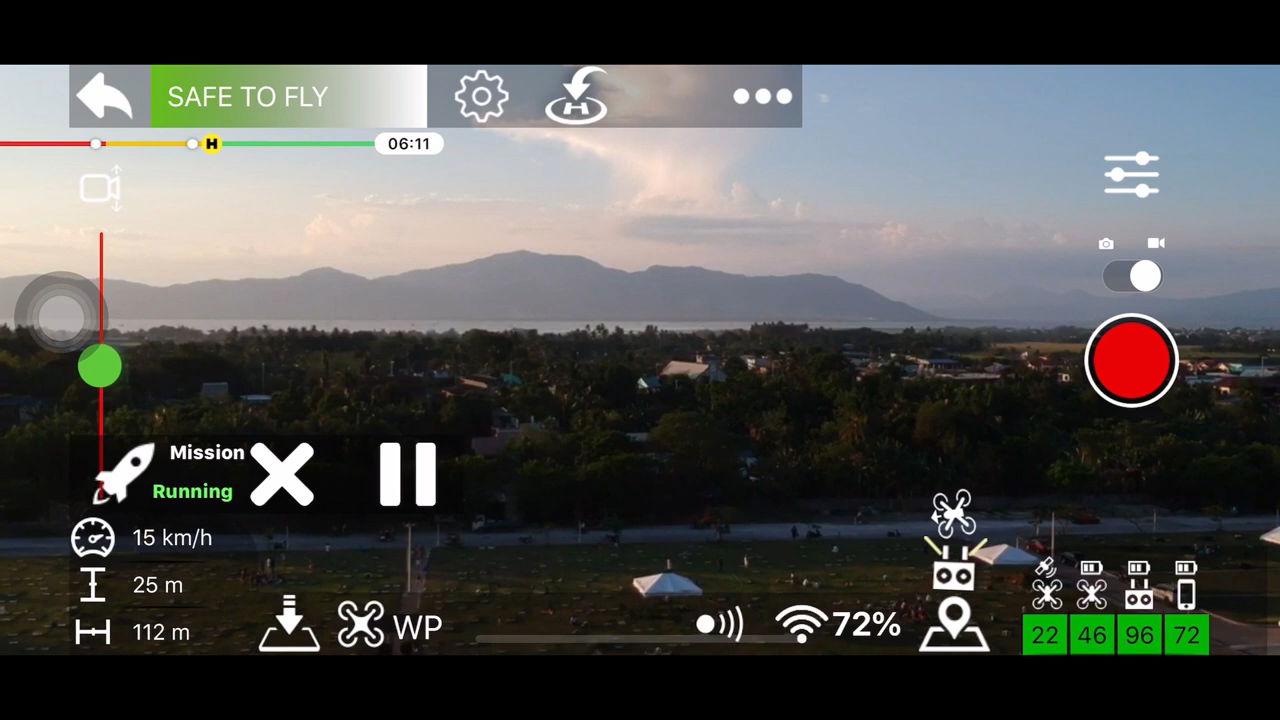 SAFE TO FLY
H
H
06:11
Mission
Running
15 km/h
25 m
112 m
WP
72%
22 46 96 72